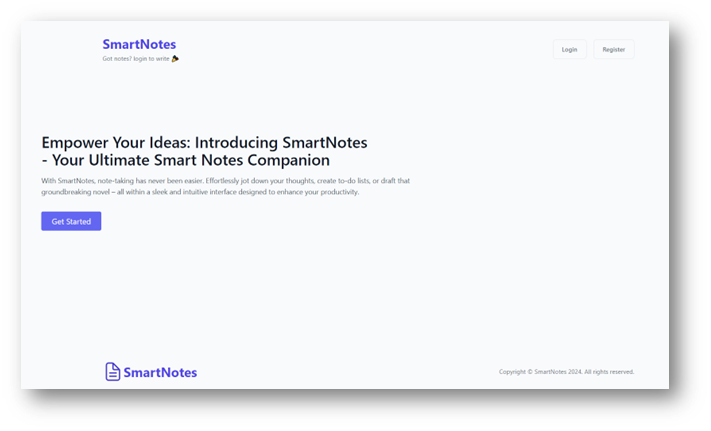 SmartNotes
Login
Register
Got notes? login to write
Empower Your Ideas: Introducing SmartNotes
- Your Ultimate Smart Notes Companion
With SmartNotes, note-taking has never been easier. Effortlessly jot down your thoughts, create to-do lists, or draft that
groundbreaking novel – all within a sleek and intuitive interface designed to enhance your productivity.
Get Started
SmartNotes
Copyright © SmartNotes 2024, All rights reserved.